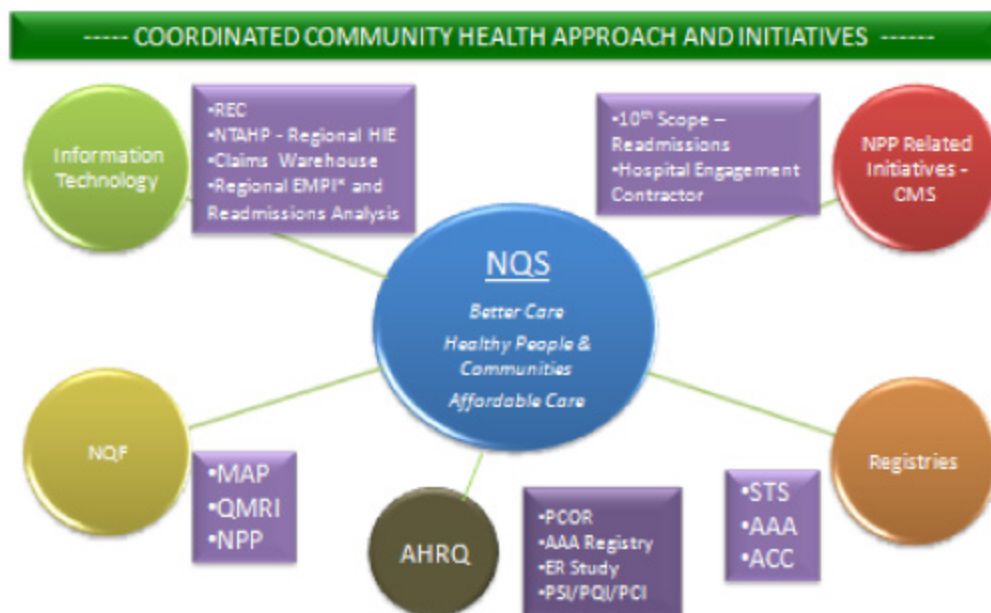 ----- COORDINATED COMMUNITY HEALTH APPROACH AND INITIATIVES ------
Information
Technology
•REC
•NTAHP - Regional HIE
•Claims Warehouse
•Regional EMPI* and
Readmissions Analysis
•10th Scope –
Readmissions
•Hospital Engagement
Contractor
NPP Related
Initiatives -
CMS
NQS
Better Care
Healthy People &
Communities
Affordable Care
NQF
•MAP
•QMRI
•NPP
AHRQ
•PCOR
•AAA Registry
•ER Study
•PSI/PQI/PCI
•STS
•AAA
•ACC
Registries